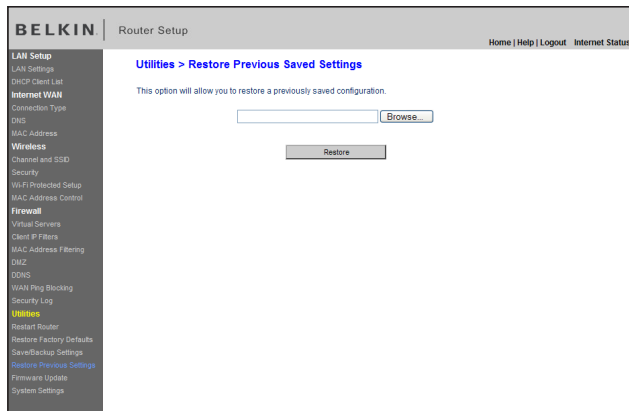 BELKIN.
Router Setup
Home | Help | Logout Internet Status
LAN Setup
LAN Settings
DHCP Client List
Internet WAN
Connection Type
DNS
MAC Address
Wireless
Channel and SSID
Security
Wi-Fi Protected Setup
MAC Address Control
Firewall
Virtual Servers
Client IP Filters
MAC Address Filtering
DMZ
DDNS
WAN Ping Blocking
Security Log
Utilities
Restart Router
Restore Factory Defaults
Save/Backup Settings
Restore Previous Settings
Firmware Update
System Settings
Utilities > Restore Previous Saved Settings
This option will allow you to restore a previously saved configuration.
Browse...
Restore